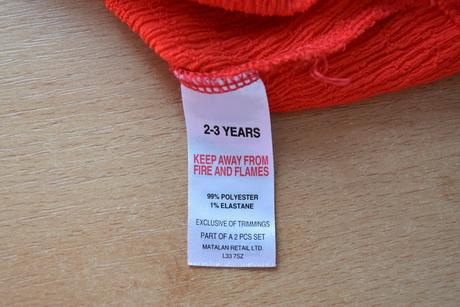 2-3 YEARS
KEEP AWAY FROM
FIRE AND FLAMES
99% POLYESTER
1% ELASTANE
EXCLUSIVE OF TRIMMINGS
PART OF A 2 PCS SET
MATALAN RETAIL LTD.
L33 7SZ